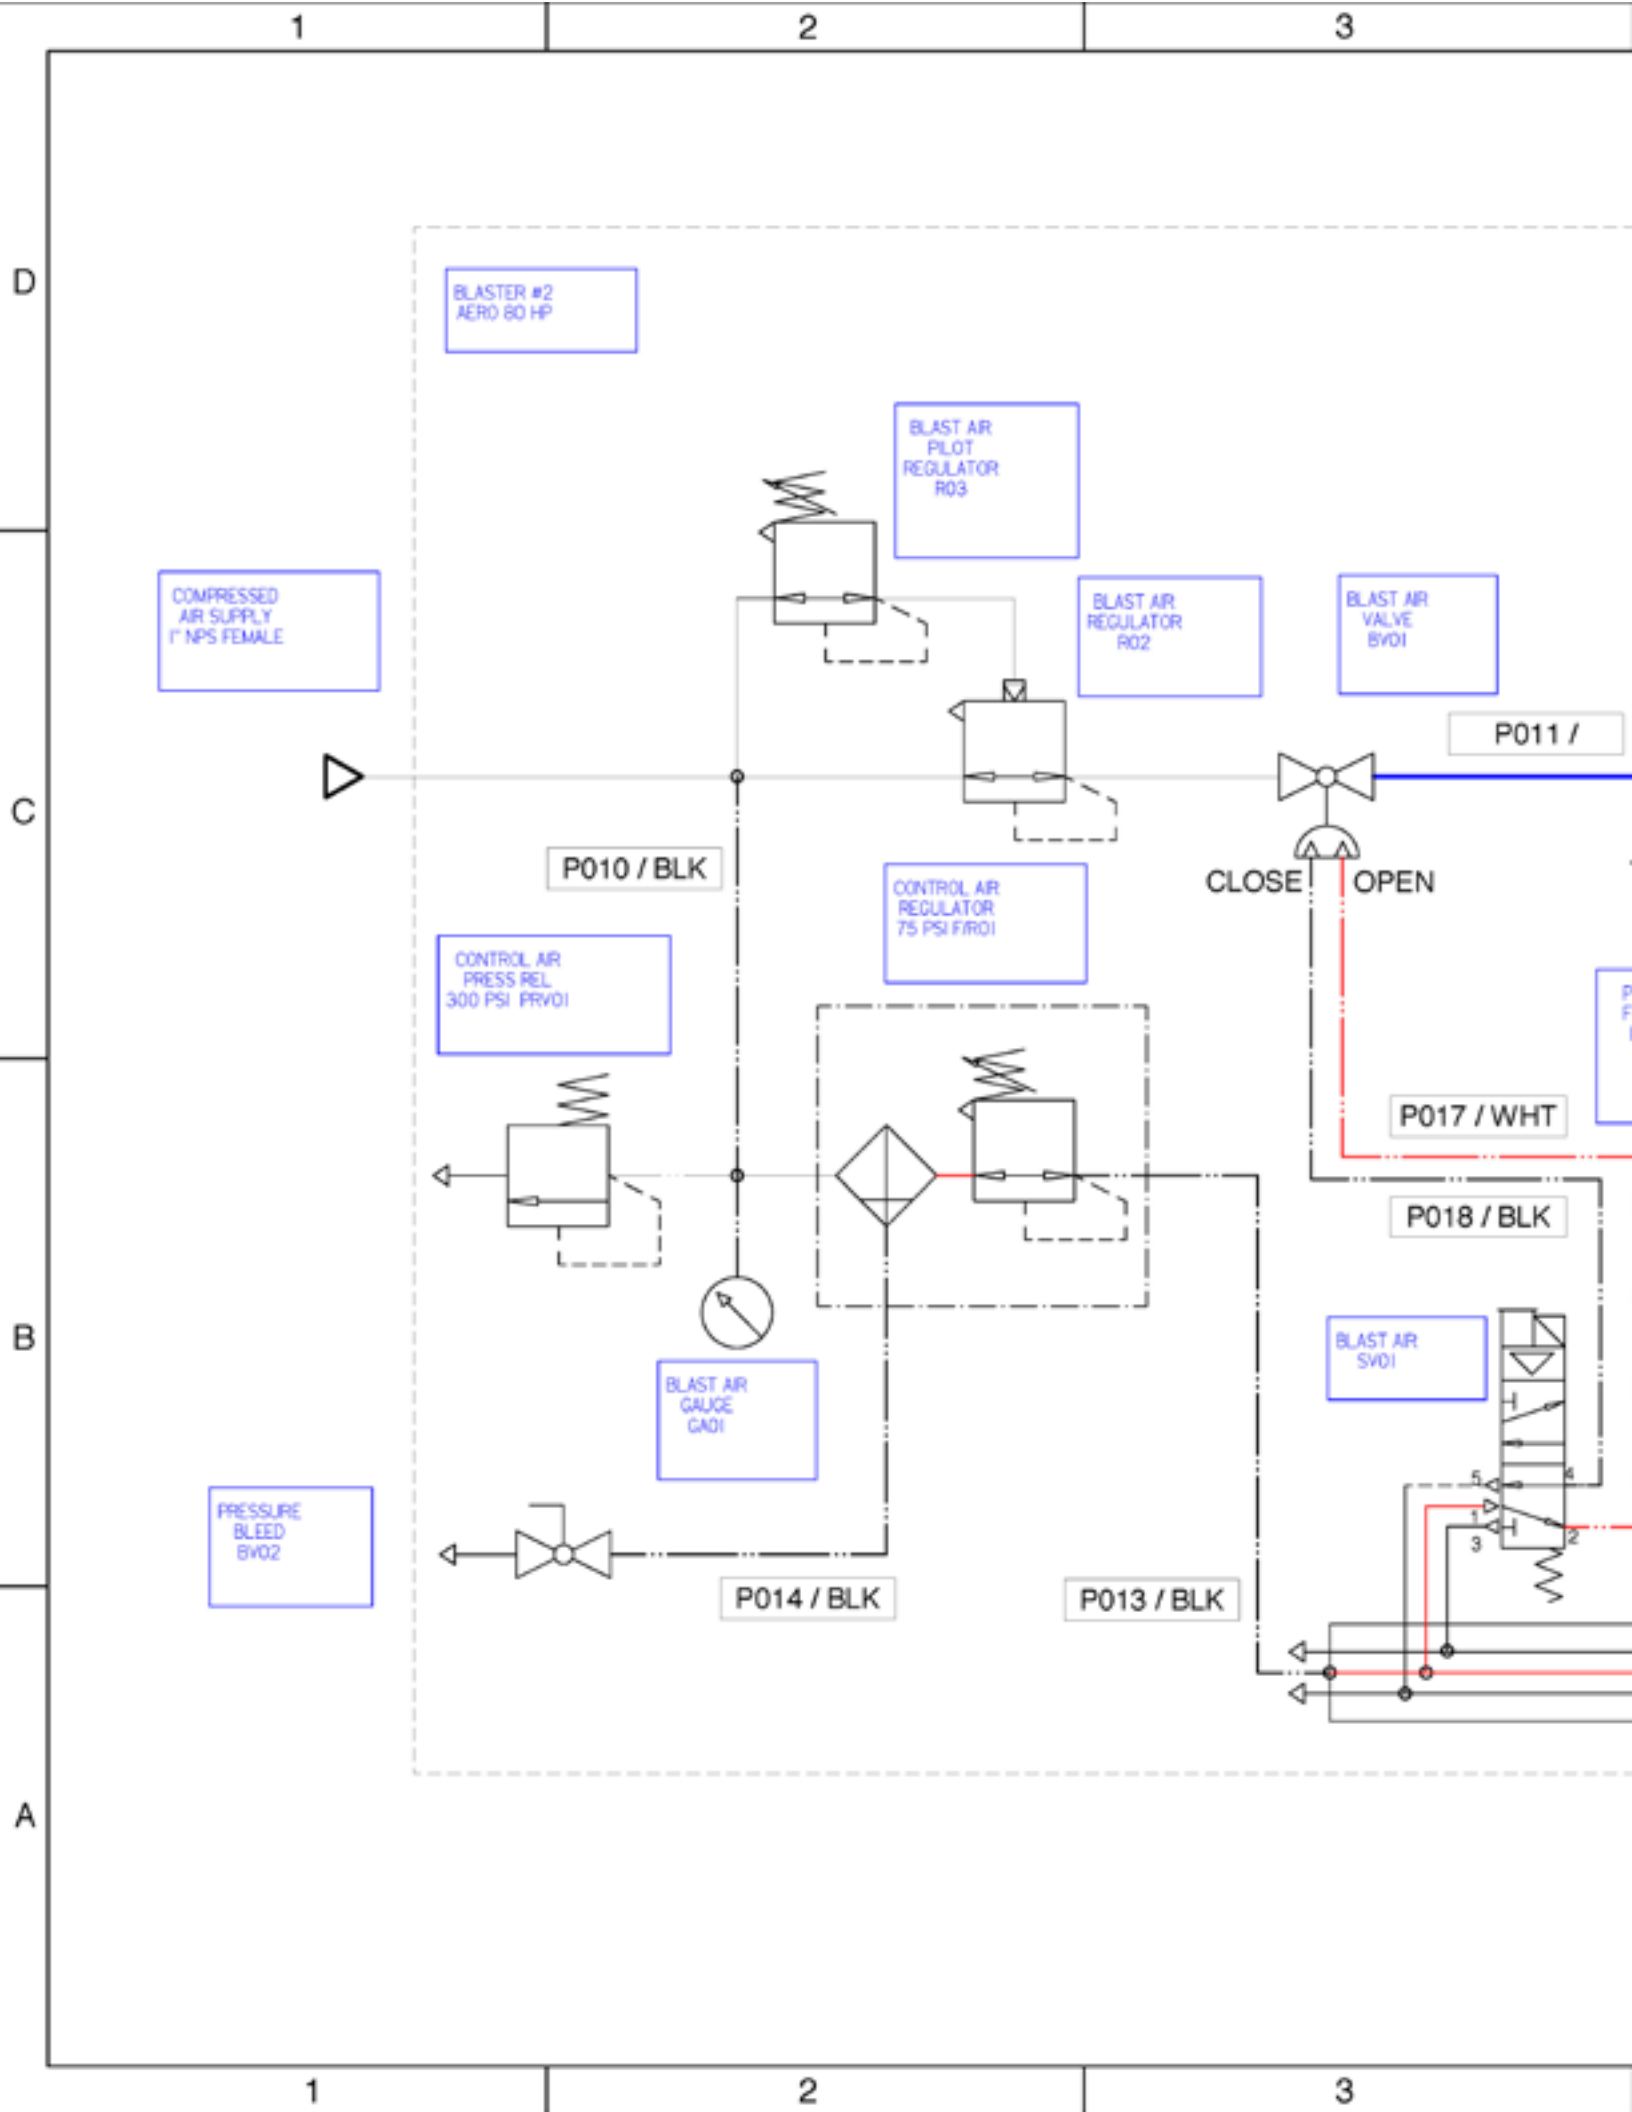 1
2
3
D
BLASTER #2
AERO 80 HP
BLAST AIR
PILOT
REGULATOR
R03
COMPRESSED
AIR SUPPLY
1" NPS FEMALE
BLAST AIR
REGULATOR
R02
BLAST AIR
VALVE
BV01
P011 /
C
P010 / BLK
CONTROL AIR
REGULATOR
75 PSI F/R01
CLOSE
OPEN
CONTROL AIR
PRESS REL
300 PSI PRV01
P
F
P017 / WHT
P018 / BLK
B
BLAST AIR
SV01
BLAST AIR
GAUGE
GA01
5
4
1
3
2
PRESSURE
BLEED
BV02
P014 / BLK
P013 / BLK
A
1
2
3